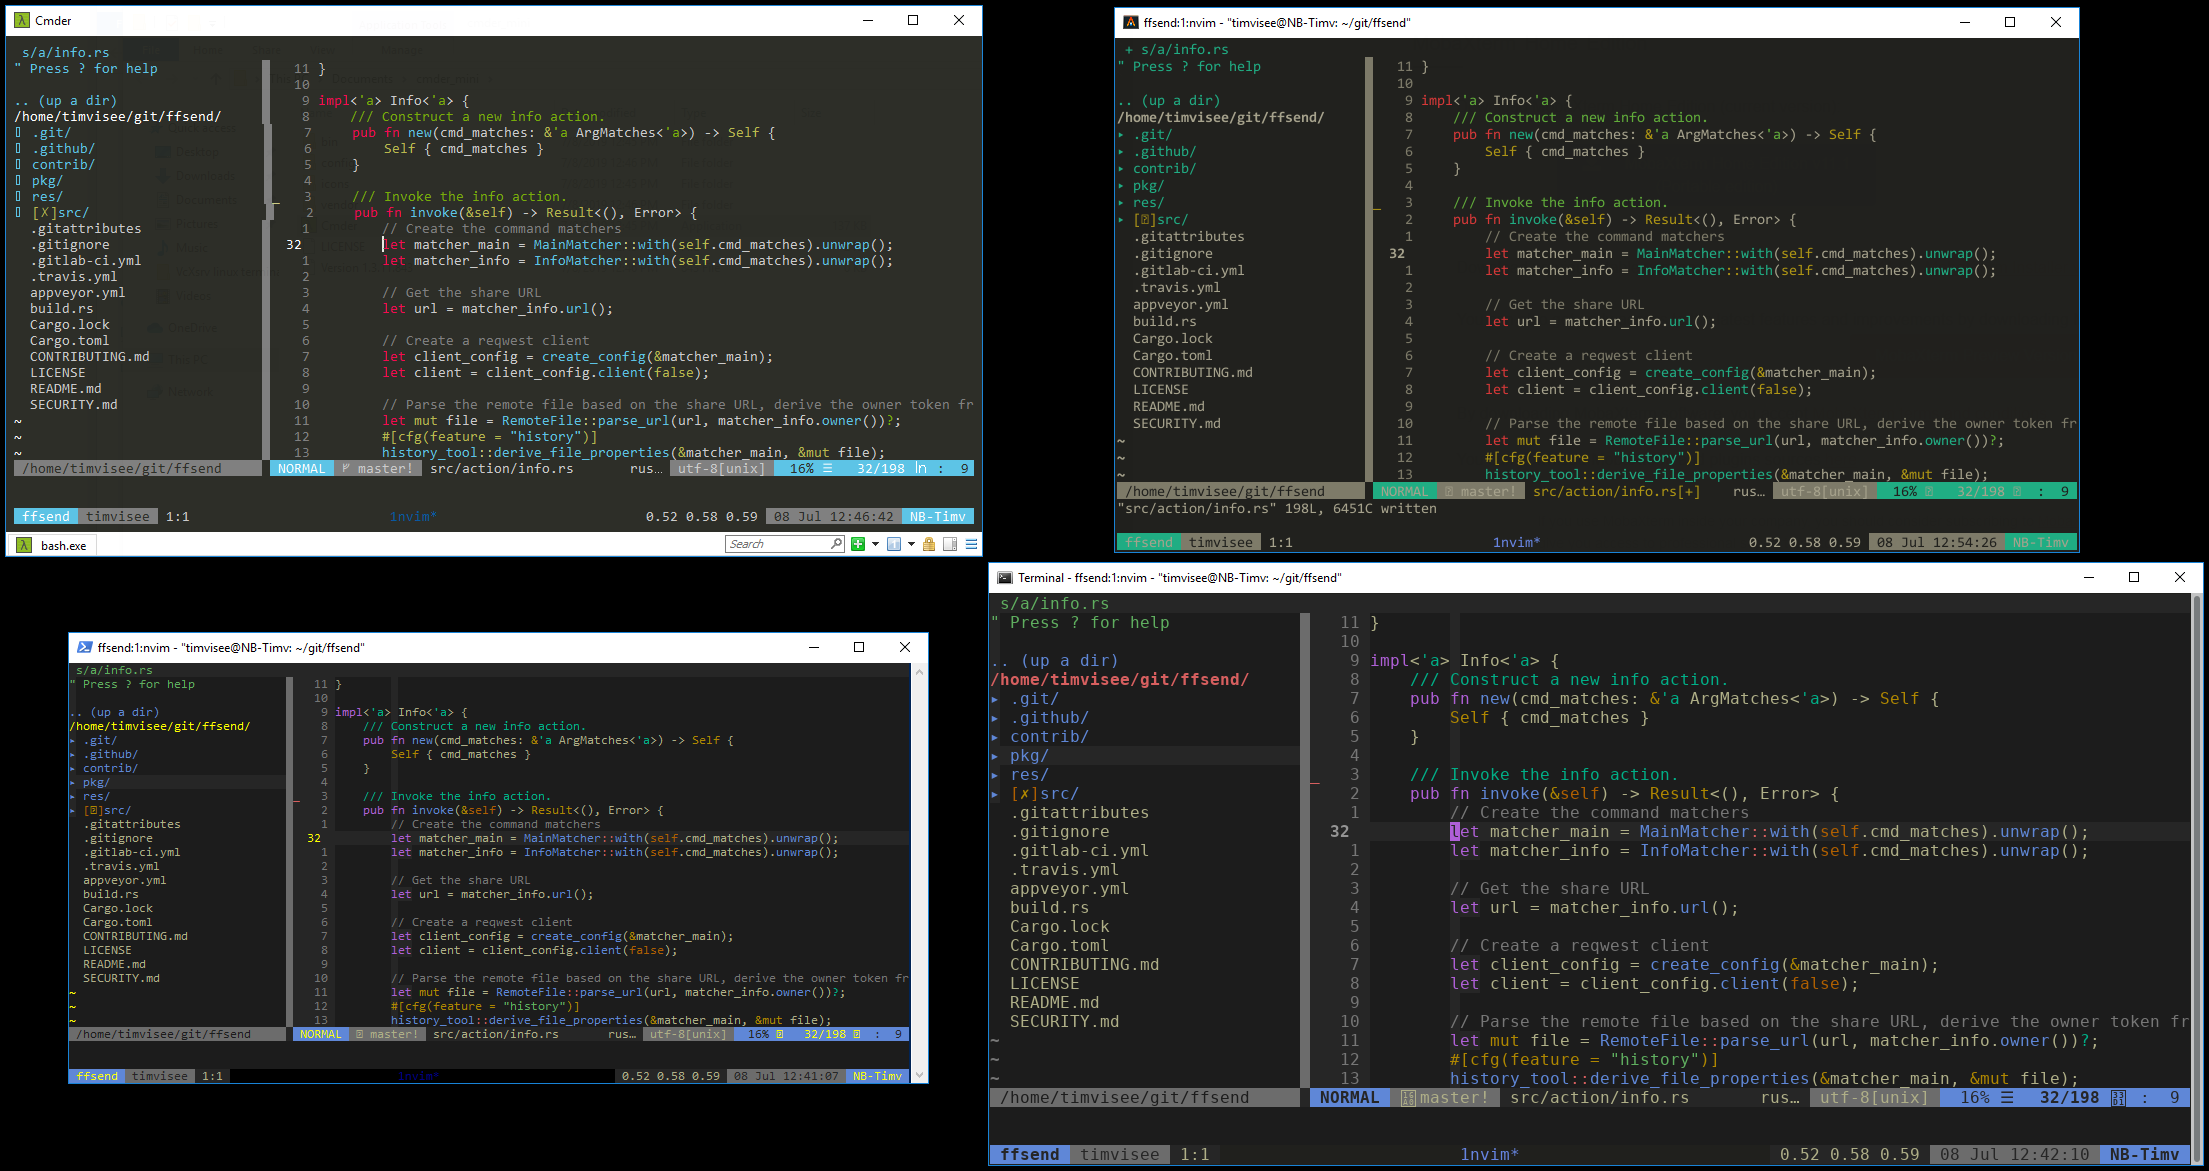 Cmder
s/a/info.rs
" Press ? for help
.. (up a dir)
/home/timvisee/git/ffsend/
.git/
.github/
contrib/
pkg/
res/
[✗]src/
.gitattributes
.gitignore
.gitlab-ci.yml
.travis.yml
appveyor.yml
build.rs
Cargo.lock
Cargo.toml
CONTRIBUTING.md
LICENSE
README.md
SECURITY.md
~
~
~
/home/timvisee/git/ffsend
11 }
10
9 impl<'a> Info<'a> {
8 /// Construct a new info action.
7 pub fn new(cmd_matches: &'a ArgMatches<'a>) -> Self {
6 Self { cmd_matches }
5 }
4
3 /// Invoke the info action.
2 pub fn invoke(&self) -> Result<(), Error> {
1 // Create the command matchers
32 let matcher_main = MainMatcher::with(self.cmd_matches).unwrap();
1 let matcher_info = InfoMatcher::with(self.cmd_matches).unwrap();
2
3 // Get the share URL
4 let url = matcher_info.url();
5
6 // Create a reqwest client
7 let client_config = create_config(&matcher_main);
8 let client = client_config.client(false);
9
10 // Parse the remote file based on the share URL, derive the owner token fr
11 let mut file = RemoteFile::parse_url(url, matcher_info.owner())?;
12 #[cfg(feature = "history")]
13 history_tool::derive_file_properties(&matcher_main, &mut file);
NORMAL master! src/action/info.rs rus… utf-8[unix] 16% ☰ 32/198 ln : 9
ffsend timvisee 1:1 1nvim* 0.52 0.58 0.59 08 Jul 12:46:42 NB-Timv
λ bash.exe Search
ffsend:1:nvim - "timvisee@NB-Timv: ~/git/ffsend"
+ s/a/info.rs
" Press ? for help
.. (up a dir)
/home/timvisee/git/ffsend/
▸ .git/
▸ .github/
▸ contrib/
▸ pkg/
▸ res/
▸ []src/
.gitattributes
.gitignore
.gitlab-ci.yml
.travis.yml
appveyor.yml
build.rs
Cargo.lock
Cargo.toml
CONTRIBUTING.md
LICENSE
README.md
SECURITY.md
~
~
~
/home/timvisee/git/ffsend
11 }
10
9 impl<'a> Info<'a> {
8 /// Construct a new info action.
7 pub fn new(cmd_matches: &'a ArgMatches<'a>) -> Self {
6 Self { cmd_matches }
5 }
4
3 /// Invoke the info action.
2 pub fn invoke(&self) -> Result<(), Error> {
1 // Create the command matchers
32 let matcher_main = MainMatcher::with(self.cmd_matches).unwrap();
1 let matcher_info = InfoMatcher::with(self.cmd_matches).unwrap();
2
3 // Get the share URL
4 let url = matcher_info.url();
5
6 // Create a reqwest client
7 let client_config = create_config(&matcher_main);
8 let client = client_config.client(false);
9
10 // Parse the remote file based on the share URL, derive the owner token fr
11 let mut file = RemoteFile::parse_url(url, matcher_info.owner())?;
12 #[cfg(feature = "history")]
13 history_tool::derive_file_properties(&matcher_main, &mut file);
NORMAL master! src/action/info.rs[+] rus… utf-8[unix] 16% 32/198 : 9
"src/action/info.rs" 198L, 6451C written
ffsend timvisee 1:1 1nvim* 0.52 0.58 0.59 08 Jul 12:54:26 NB-Timv
ffsend:1:nvim - "timvisee@NB-Timv: ~/git/ffsend"
s/a/info.rs
" Press ? for help
.. (up a dir)
/home/timvisee/git/ffsend/
▸ .git/
▸ .github/
▸ contrib/
▸ pkg/
▸ res/
▸ []src/
.gitattributes
.gitignore
.gitlab-ci.yml
.travis.yml
appveyor.yml
build.rs
Cargo.lock
Cargo.toml
CONTRIBUTING.md
LICENSE
README.md
SECURITY.md
~
~
~
/home/timvisee/git/ffsend
11 }
10
9 impl<'a> Info<'a> {
8 /// Construct a new info action.
7 pub fn new(cmd_matches: &'a ArgMatches<'a>) -> Self {
6 Self { cmd_matches }
5 }
4
3 /// Invoke the info action.
2 pub fn invoke(&self) -> Result<(), Error> {
1 // Create the command matchers
32 let matcher_main = MainMatcher::with(self.cmd_matches).unwrap();
1 let matcher_info = InfoMatcher::with(self.cmd_matches).unwrap();
2
3 // Get the share URL
4 let url = matcher_info.url();
5
6 // Create a reqwest client
7 let client_config = create_config(&matcher_main);
8 let client = client_config.client(false);
9
10 // Parse the remote file based on the share URL, derive the owner token fr
11 let mut file = RemoteFile::parse_url(url, matcher_info.owner())?;
12 #[cfg(feature = "history")]
13 history_tool::derive_file_properties(&matcher_main, &mut file);
NORMAL master! src/action/info.rs rus… utf-8[unix] 16% 32/198 : 9
ffsend timvisee 1:1 1nvim* 0.52 0.58 0.59 08 Jul 12:41:07 NB-Timv
Terminal - ffsend:1:nvim - "timvisee@NB-Timv: ~/git/ffsend"
s/a/info.rs
" Press ? for help
.. (up a dir)
/home/timvisee/git/ffsend/
▸ .git/
▸ .github/
▸ contrib/
▸ pkg/
▸ res/
▸ [✗]src/
.gitattributes
.gitignore
.gitlab-ci.yml
.travis.yml
appveyor.yml
build.rs
Cargo.lock
Cargo.toml
CONTRIBUTING.md
LICENSE
README.md
SECURITY.md
~
~
~
/home/timvisee/git/ffsend
11 }
10
9 impl<'a> Info<'a> {
8 /// Construct a new info action.
7 pub fn new(cmd_matches: &'a ArgMatches<'a>) -> Self {
6 Self { cmd_matches }
5 }
4
3 /// Invoke the info action.
2 pub fn invoke(&self) -> Result<(), Error> {
1 // Create the command matchers
32 let matcher_main = MainMatcher::with(self.cmd_matches).unwrap();
1 let matcher_info = InfoMatcher::with(self.cmd_matches).unwrap();
2
3 // Get the share URL
4 let url = matcher_info.url();
5
6 // Create a reqwest client
7 let client_config = create_config(&matcher_main);
8 let client = client_config.client(false);
9
10 // Parse the remote file based on the share URL, derive the owner token fr
11 let mut file = RemoteFile::parse_url(url, matcher_info.owner())?;
12 #[cfg(feature = "history")]
13 history_tool::derive_file_properties(&matcher_main, &mut file);
NORMAL master! src/action/info.rs rus… utf-8[unix] 16% ☰ 32/198 : 9
ffsend timvisee 1:1 1nvim* 0.52 0.58 0.59 08 Jul 12:42:10 NB-Timv